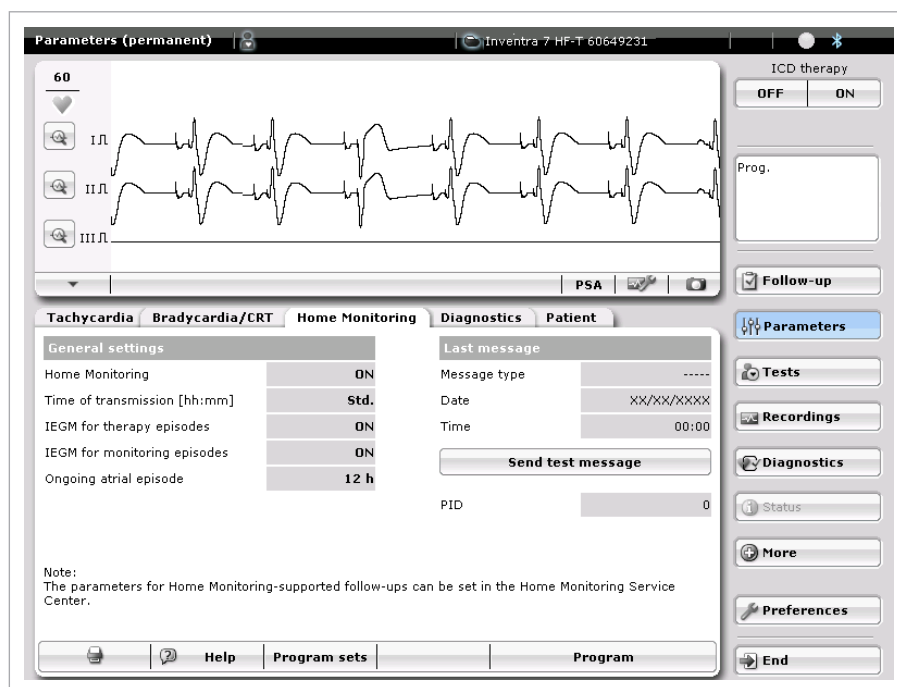 Parameters (permanent)
Inventra 7 HF-T 60649231
60
I
II
III
PSA
ICD therapy
OFF ON
Prog.
Follow-up
Parameters
Tests
Recordings
Diagnostics
Status
More
Preferences
End
Tachycardia Bradycardia/CRT Home Monitoring Diagnostics Patient
General settings
Home Monitoring ON
Time of transmission [hh:mm] Std.
IEGM for therapy episodes ON
IEGM for monitoring episodes ON
Ongoing atrial episode 12 h
Last message
Message type -----
Date XX/XX/XXXX
Time 00:00
Send test message
PID 0
Note:
The parameters for Home Monitoring-supported follow-ups can be set in the Home Monitoring Service
Center.
Help Program sets Program